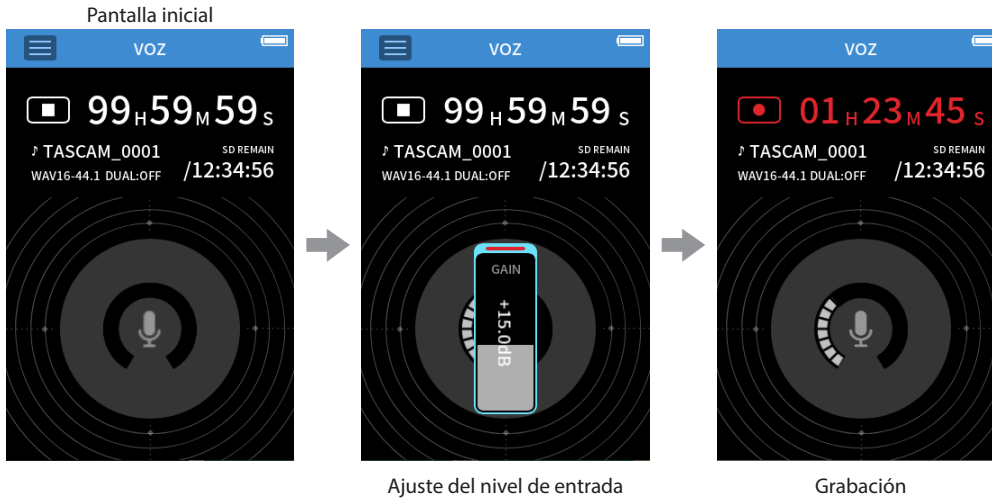 Pantalla inicial
VOZ
99H59M59S
♪ TASCAM_0001
SD REMAIN
WAV16-44.1 DUAL:OFF
/12:34:56
VOZ
99H59M59S
♪ TASCAM_0001
SD REMAIN
WAV16-44.1 DUAL:OFF
/12:34:56
GAIN
+15.0dB
Ajuste del nivel de entrada
VOZ
01H23M45S
♪ TASCAM_0001
SD REMAIN
WAV16-44.1 DUAL:OFF
/12:34:56
Grabación